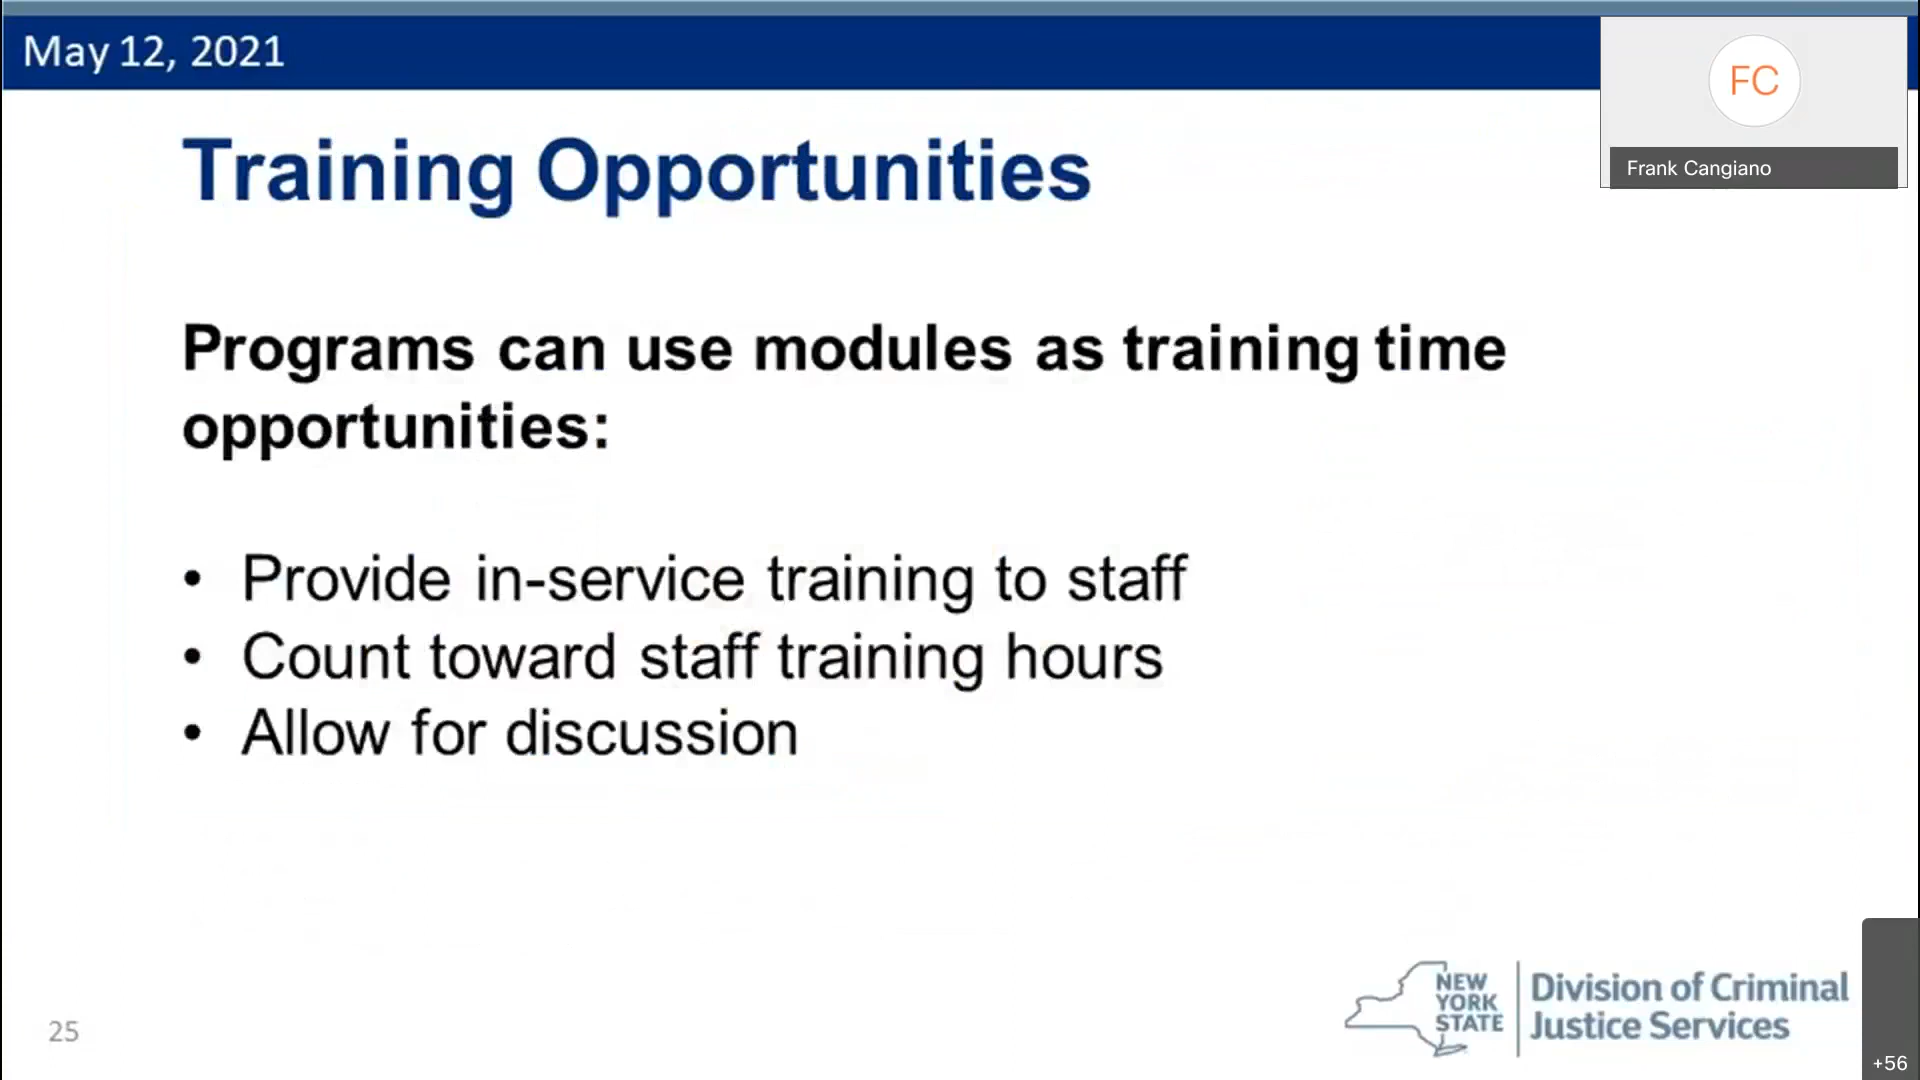 May 12, 2021
FC
Frank Cangiano
Training Opportunities
Programs can use modules as training time
opportunities:
• Provide in-service training to staff
• Count toward staff training hours
• Allow for discussion
25
NEW
YORK
STATE
Division of Criminal
Justice Services
+56